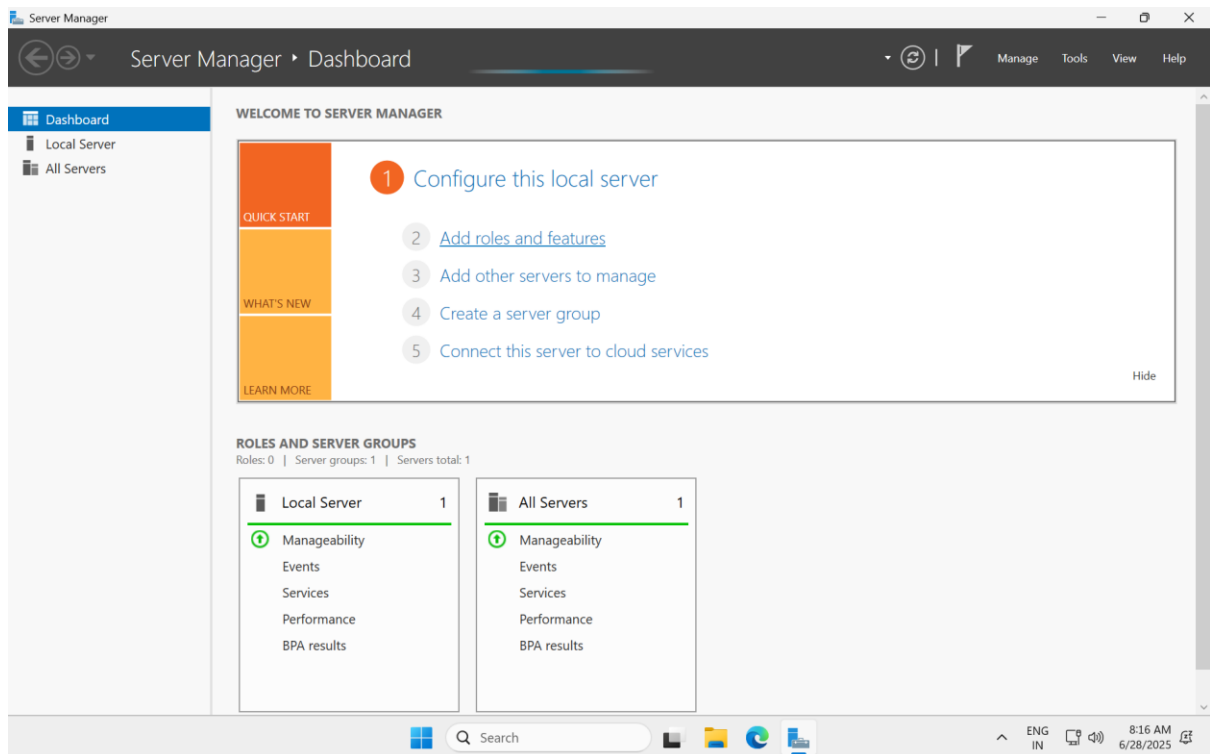 Server Manager
Server Manager ‣ Dashboard
Manage Tools View Help
Dashboard
Local Server
All Servers
WELCOME TO SERVER MANAGER
QUICK START
WHAT'S NEW
LEARN MORE
1 Configure this local server
2 Add roles and features
3 Add other servers to manage
4 Create a server group
5 Connect this server to cloud services
Hide
ROLES AND SERVER GROUPS
Roles: 0 | Server groups: 1 | Servers total: 1
Local Server 1
Manageability
Events
Services
Performance
BPA results
All Servers 1
Manageability
Events
Services
Performance
BPA results
Search
ENG
IN
8:16 AM
6/28/2025